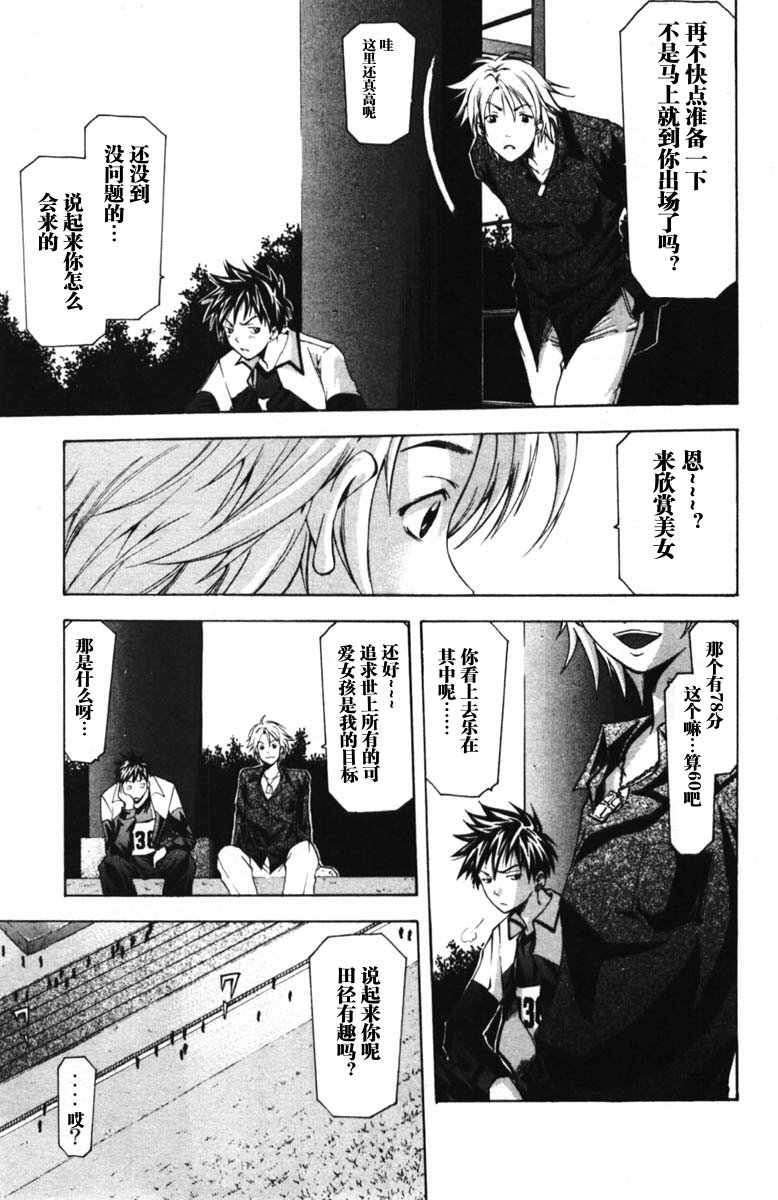 再不快点准备一下
不是马上就到你出场了吗？
哇
这里还真高呢
还没到
没问题的…
说起来你怎么
会来的
恩~~~?
来欣赏美女
那个有78分
这个嘛…算60吧
你看上去乐在
其中呢……
还好~~~
追求世上所有的可
爱女孩是我的目标
那是什么呀…
38
36
说起来你呢
田径有趣吗？
ワ
ワ
....哎？